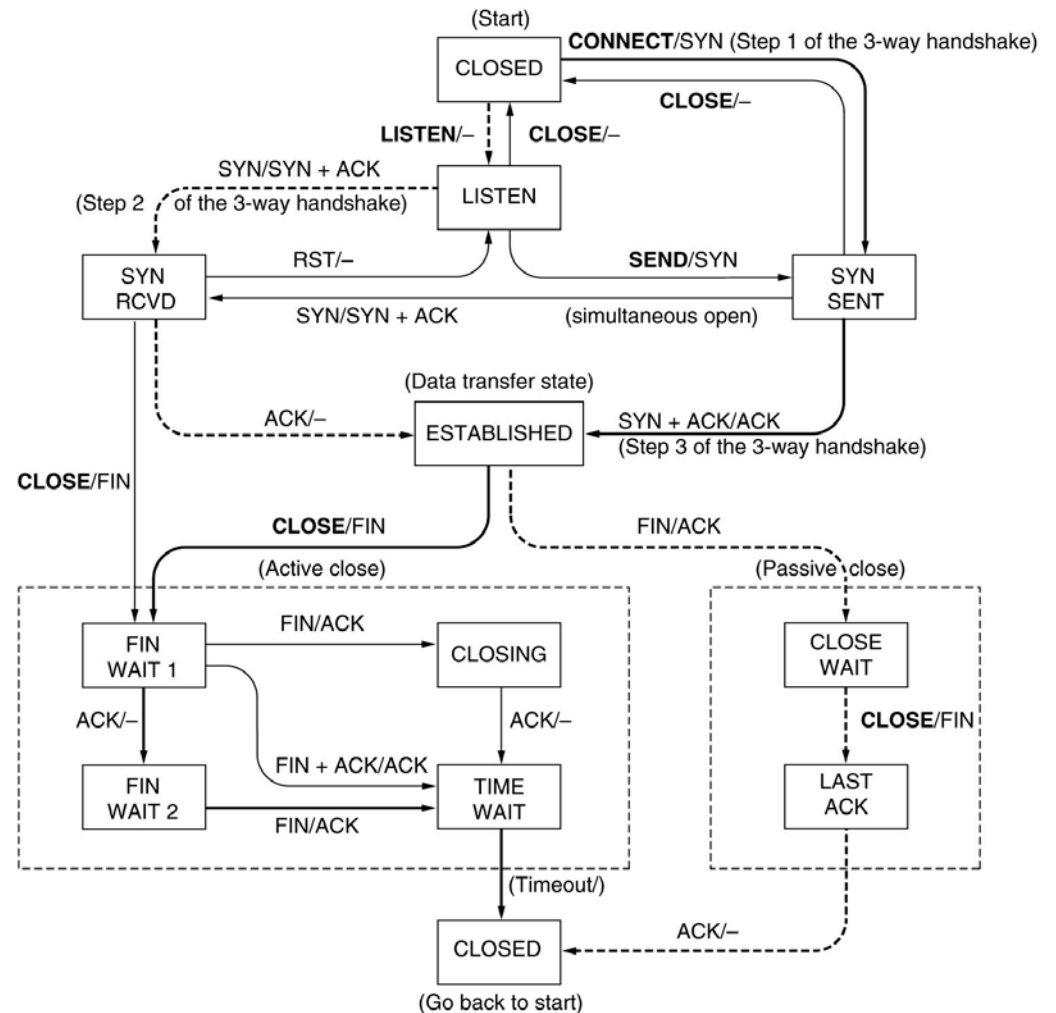 (Start)
CONNECT/SYN (Step 1 of the 3-way handshake)
CLOSED
CLOSE/–
LISTEN/–
CLOSE/–
SYN/SYN + ACK
(Step 2 of the 3-way handshake)
LISTEN
SYN
RCVD
RST/–
SEND/SYN
SYN
SENT
SYN/SYN + ACK
(simultaneous open)
(Data transfer state)
ACK/–
ESTABLISHED
SYN + ACK/ACK
(Step 3 of the 3-way handshake)
CLOSE/FIN
CLOSE/FIN
FIN/ACK
(Active close)
(Passive close)
FIN
WAIT 1
FIN/ACK
CLOSING
CLOSE
WAIT
ACK/–
ACK/–
CLOSE/FIN
FIN + ACK/ACK
FIN
WAIT 2
FIN/ACK
TIME
WAIT
LAST
ACK
(Timeout/)
CLOSED
ACK/–
(Go back to start)